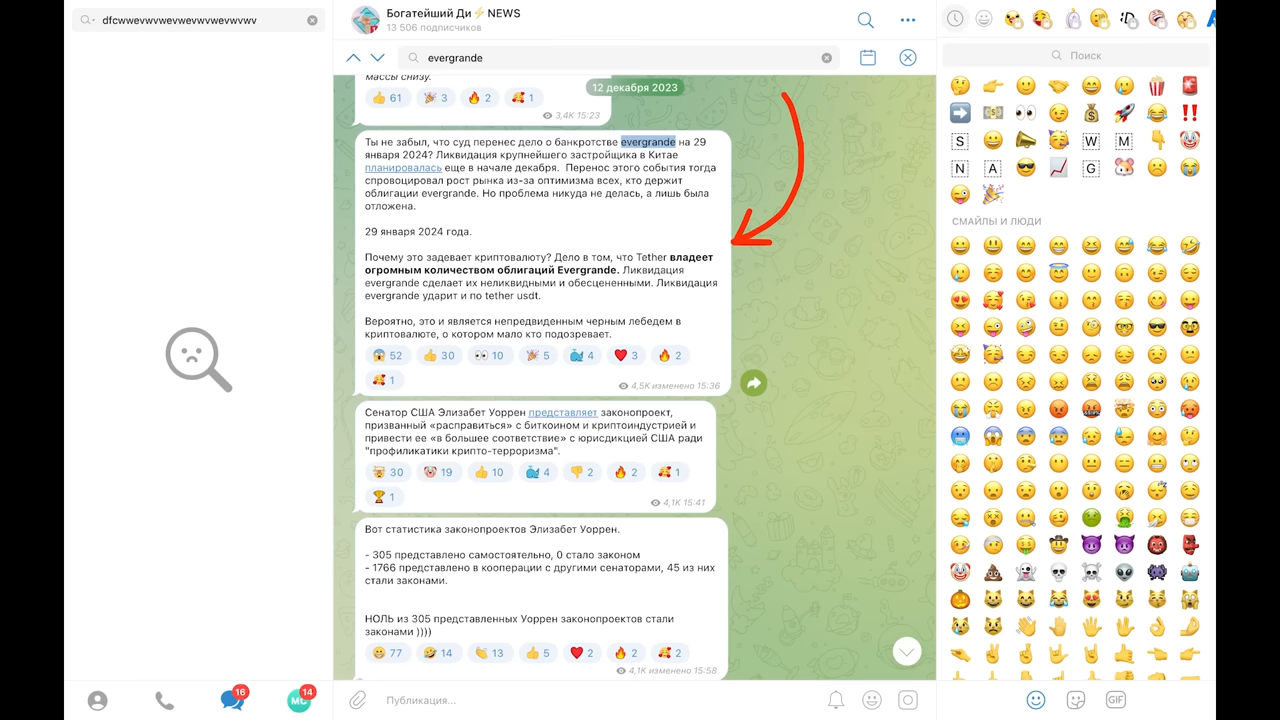 dfcwwevwvwevwevwvwevwvwv
Богатейший Ди⚡ NEWS
13 506 подписчиков
evergrande
Поиск
массы снизу.
12 декабря 2023
61 3 2 1
3,4K 15:23
Ты не забыл, что суд перенес дело о банкротстве evergrande на 29
января 2024? Ликвидация крупнейшего застройщика в Китае
планировалась еще в начале декабря. Перенос этого события тогда
спровоцировал рост рынка из-за оптимизма всех, кто держит
облигации evergrande. Но проблема никуда не делась, а лишь была
отложена.
29 января 2024 года.
Почему это задевает криптовалюту? Дело в том, что Tether владеет
огромным количеством облигаций Evergrande. Ликвидация
evergrande сделает их неликвидными и обесцененными. Ликвидация
evergrande ударит и по tether usdt.
Вероятно, это и является непредвиденным черным лебедем в
криптовалюте, о котором мало кто подозревает.
52 30 10 5 4 3 2
1
4,5K изменено 15:36
Сенатор США Элизабет Уоррен представляет законопроект,
призванный «расправиться» с биткоином и криптоиндустрией и
привести ее «в большее соответствие» с юрисдикцией США ради
"профиликатики крипто-терроризма".
30 19 10 4 2 2 1
1
4,1K 15:41
Вот статистика законопроектов Элизабет Уоррен.
- 305 представлено самостоятельно, 0 стало законом
- 1766 представлено в кооперации с другими сенаторами, 45 из них
стали законами.
НОЛЬ из 305 представленных Уоррен законопроектов стали
законами ))))
77 14 13 5 2 2 2
4,1K изменено 15:58
Публикация...
16
14
MG
S W M
N A G
СМАЙЛЫ И ЛЮДИ
GIF